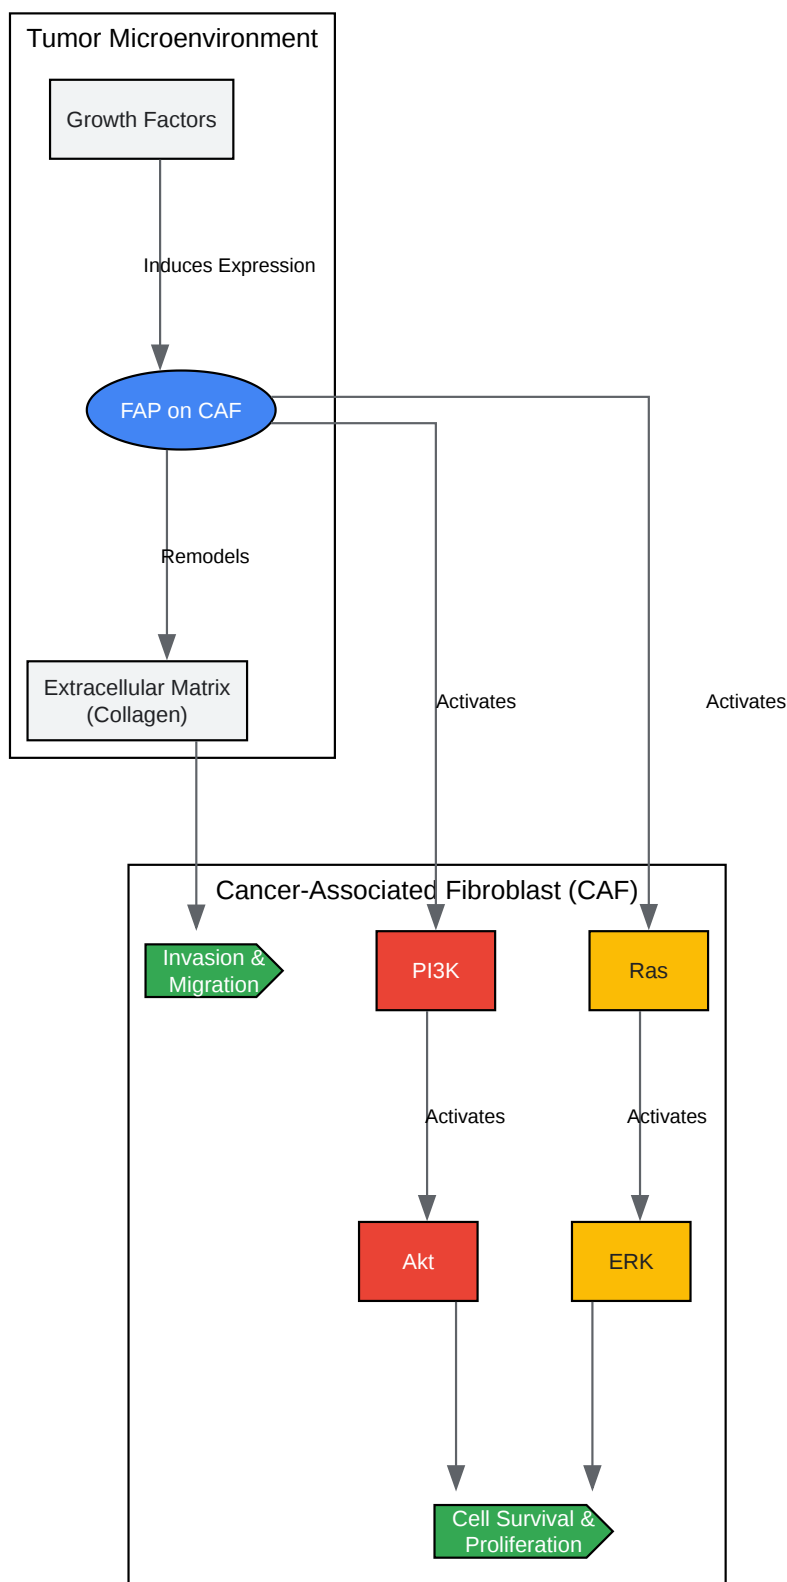 Tumor Microenvironment
Growth Factors
Induces Expression
FAP on CAF
Remodels
Extracellular Matrix
(Collagen)
Activates
Activates
Cancer-Associated Fibroblast (CAF)
Invasion &
Migration
PI3K
Ras
Activates
Activates
Akt
ERK
Cell Survival &
Proliferation